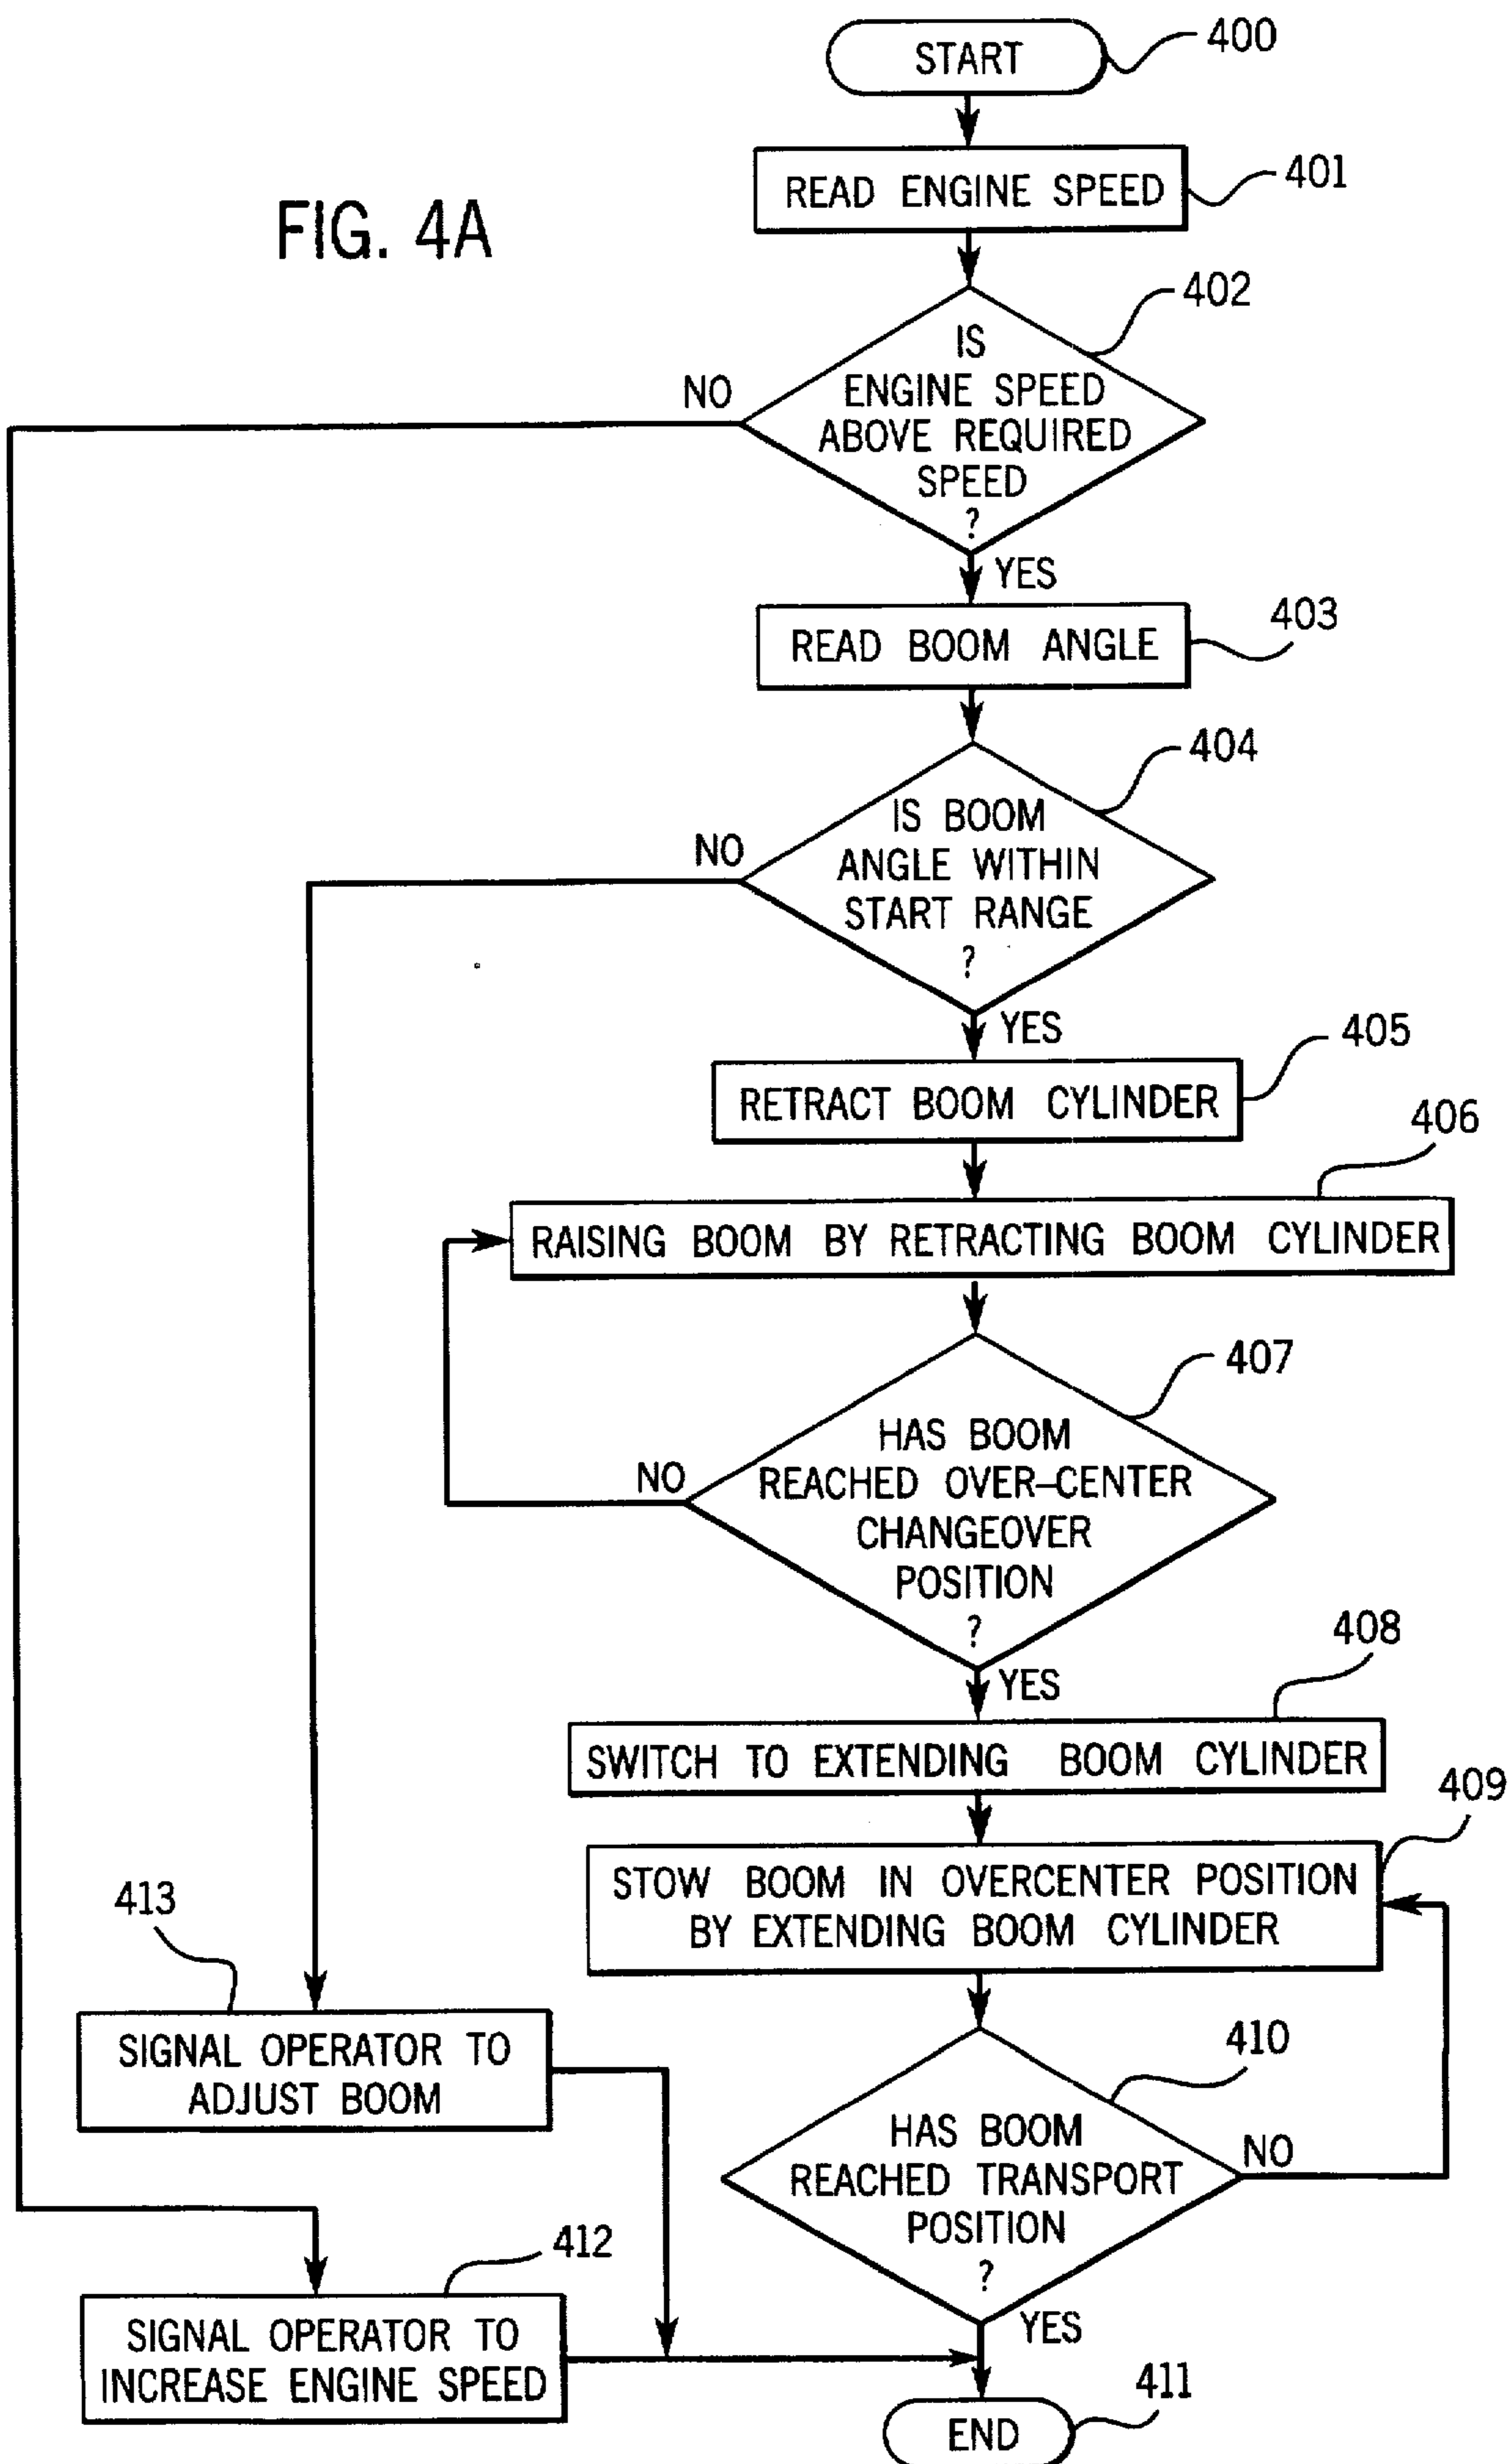 START
400
READ ENGINE SPEED
401
FIG. 4A
402
IS
ENGINE SPEED
ABOVE REQUIRED
SPEED
?
NO
YES
READ BOOM ANGLE
403
404
IS BOOM
ANGLE WITHIN
START RANGE
?
NO
YES
RETRACT BOOM CYLINDER
405
406
RAISING BOOM BY RETRACTING BOOM CYLINDER
407
HAS BOOM
REACHED OVER-CENTER
CHANGEOVER
POSITION
?
NO
YES
408
SWITCH TO EXTENDING BOOM CYLINDER
409
STOW BOOM IN OVERCENTER POSITION
BY EXTENDING BOOM CYLINDER
413
SIGNAL OPERATOR TO
ADJUST BOOM
410
HAS BOOM
REACHED TRANSPORT
POSITION
?
NO
YES
412
SIGNAL OPERATOR TO
INCREASE ENGINE SPEED
411
END